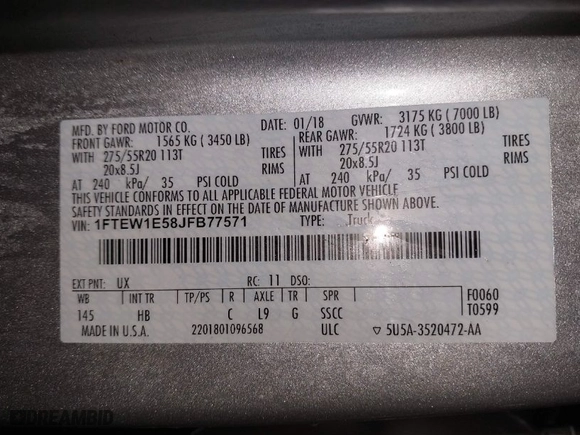 MFD. BY FORD MOTOR CO. DATE: 01/18 GVWR: 3175 KG ( 7000 LB)
FRONT GAWR: 1565 KG ( 3450 LB) REAR GAWR: 1724 KG ( 3800 LB)
WITH 275/55R20 113T TIRES WITH 275/55R20 113T TIRES
20x8.5J RIMS 20x8.5J RIMS
AT 240 kPa/ 35 PSI COLD AT 240 kPa/ 35 PSI COLD
THIS VEHICLE CONFORMS TO ALL APPLICABLE FEDERAL MOTOR VEHICLE
SAFETY STANDARDS IN EFFECT ON THE DATE OF MANUFACTURE SHOWN ABOVE.
VIN: 1FTEW1E58JFB77571 TYPE: Truck
EXT PNT: UX RC: 11 DSO:
WB INT TR TP/PS R AXLE TR SPR F0060
145 HB C L9 G SSCC T0599
MADE IN U.S.A. 2201801096568 ULC ▽ 5U5A-3520472-AA
DREAMBID